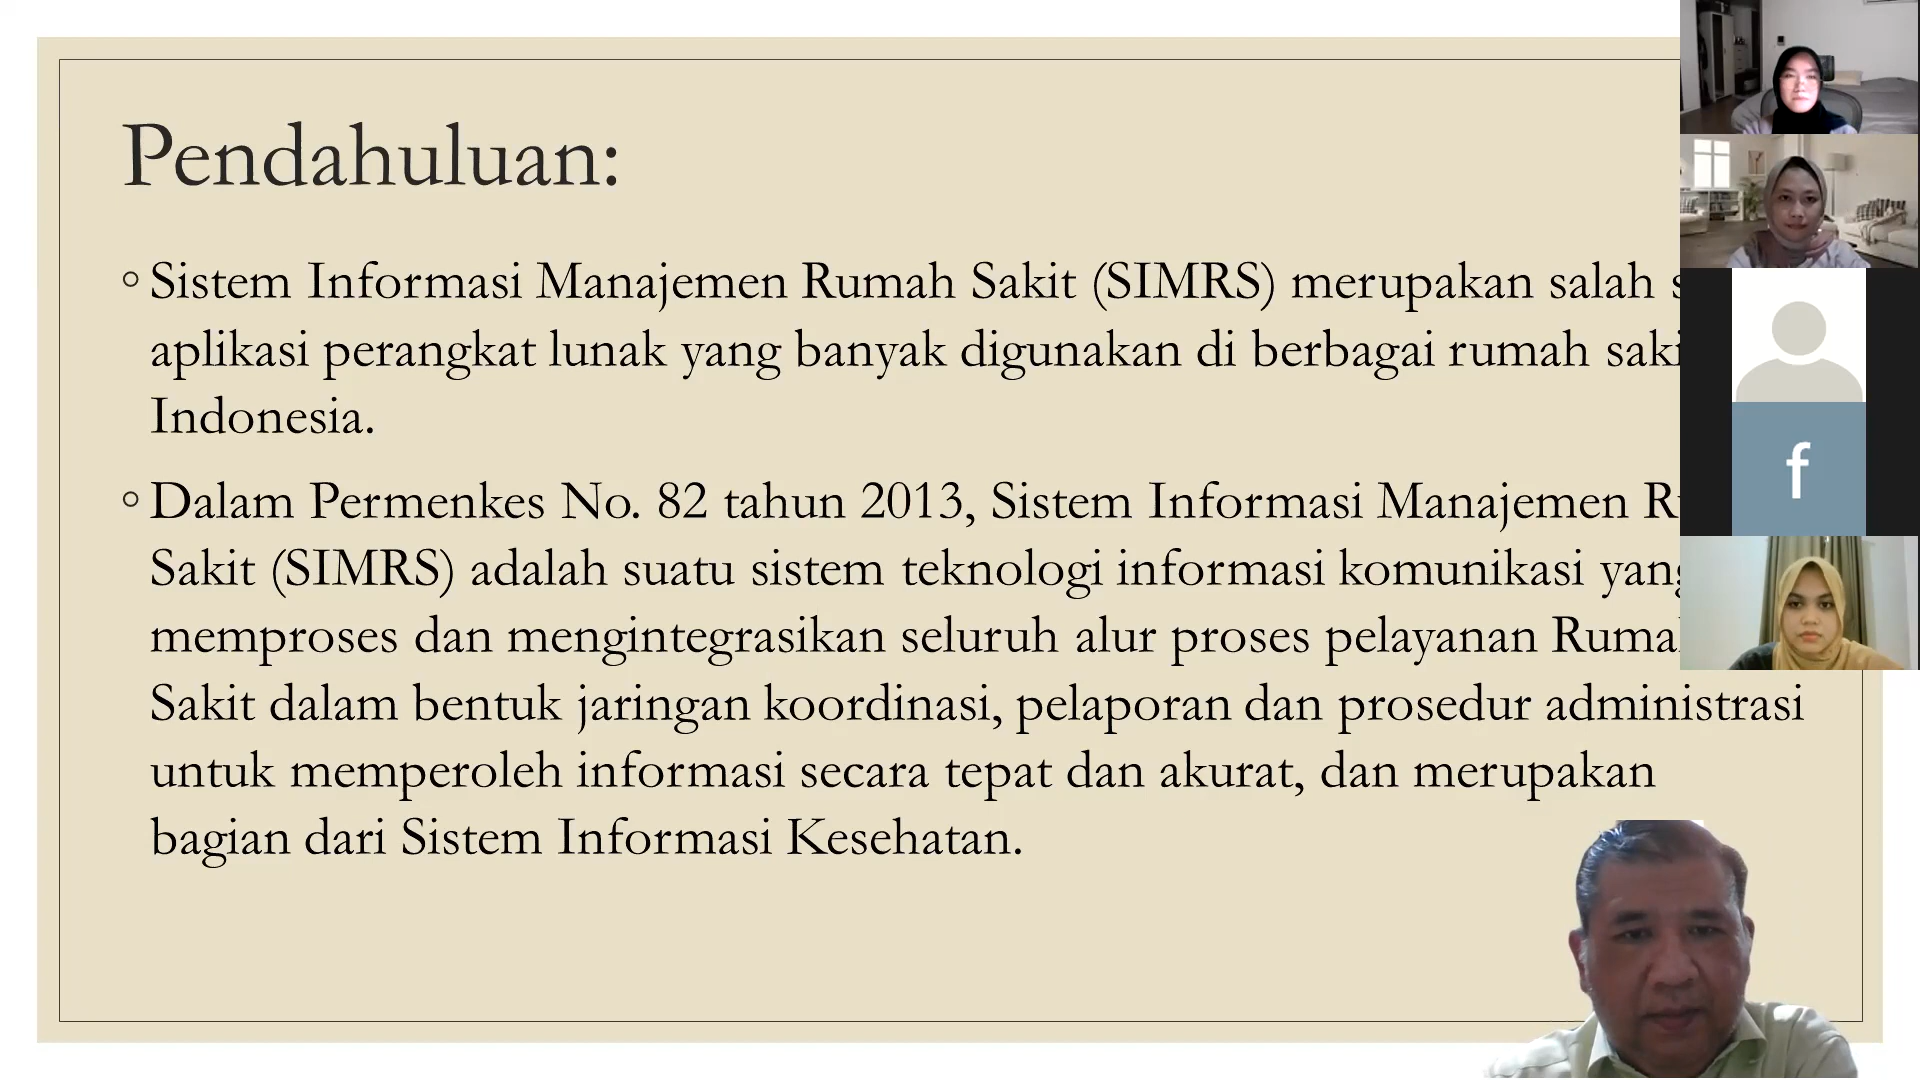 Pendahuluan:
◦ Sistem Informasi Manajemen Rumah Sakit (SIMRS) merupakan salah
aplikasi perangkat lunak yang banyak digunakan di berbagai rumah
Indonesia.
◦ Dalam Permenkes No. 82 tahun 2013, Sistem Informasi Manajemen
Sakit (SIMRS) adalah suatu sistem teknologi informasi komunikasi
memproses dan mengintegrasikan seluruh alur proses pelayanan
Sakit dalam bentuk jaringan koordinasi, pelaporan dan prosedur administrasi
untuk memperoleh informasi secara tepat dan akurat, dan merupakan
bagian dari Sistem Informasi Kesehatan.
f